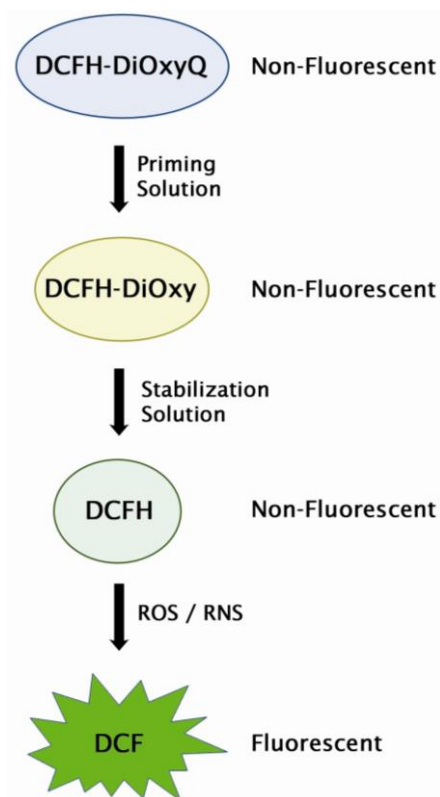 DCFH-DiOxyQ Non-Fluorescent
Priming
Solution
DCFH-DiOxy Non-Fluorescent
Stabilization
Solution
DCFH Non-Fluorescent
ROS / RNS
DCF Fluorescent